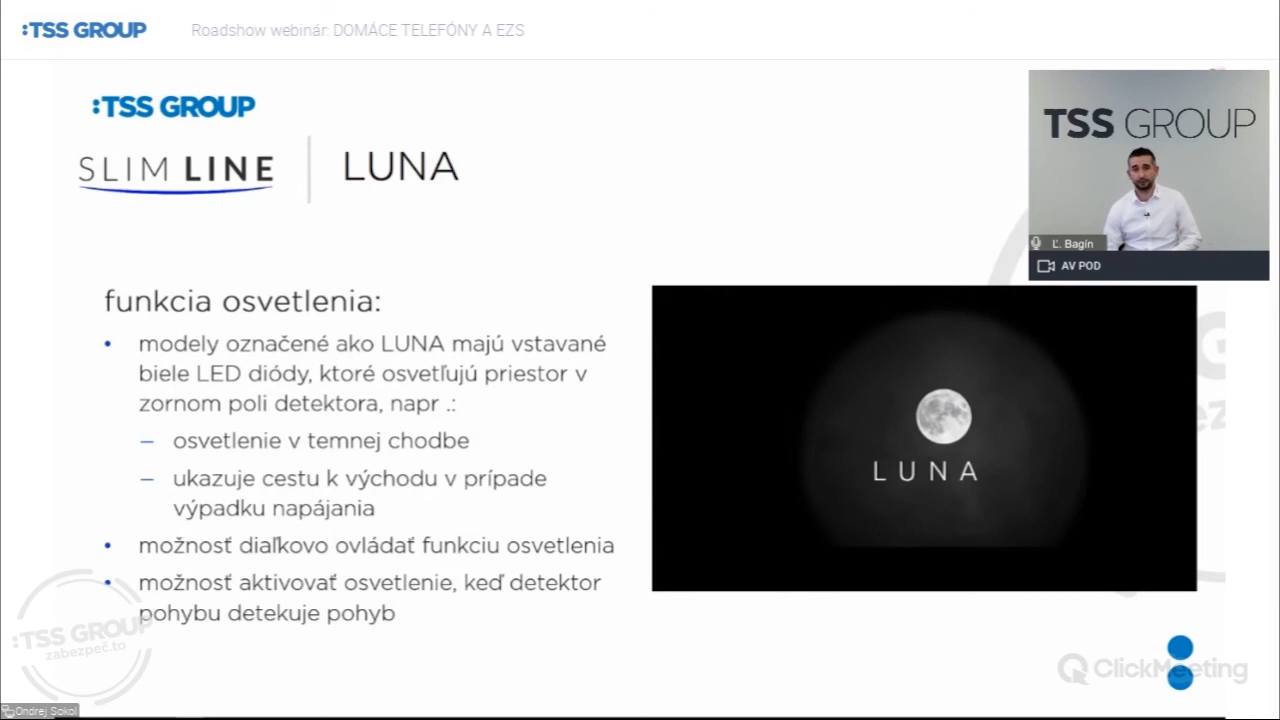 :TSS GROUP
Roadshow webinár: DOMÁCE TELEFÓNY A EZS
:TSS GROUP
SLIM LINE
LUNA
TSS GROUP
Ľ. Bagín
AV POD
funkcia osvetlenia:
• modely označené ako LUNA majú vstavané
biele LED diódy, ktoré osvetľujú priestor v
zornom poli detektora, napr .:
– osvetlenie v temnej chodbe
– ukazuje cestu k východu v prípade
výpadku napájania
• možnosť diaľkovo ovládať funkciu osvetlenia
• možnosť aktivovať osvetlenie, keď detektor
pohybu detekuje pohyb
LUNA
:TSS GROUP
zabezpeč.to
ClickMeeting
Ondrej Sokol